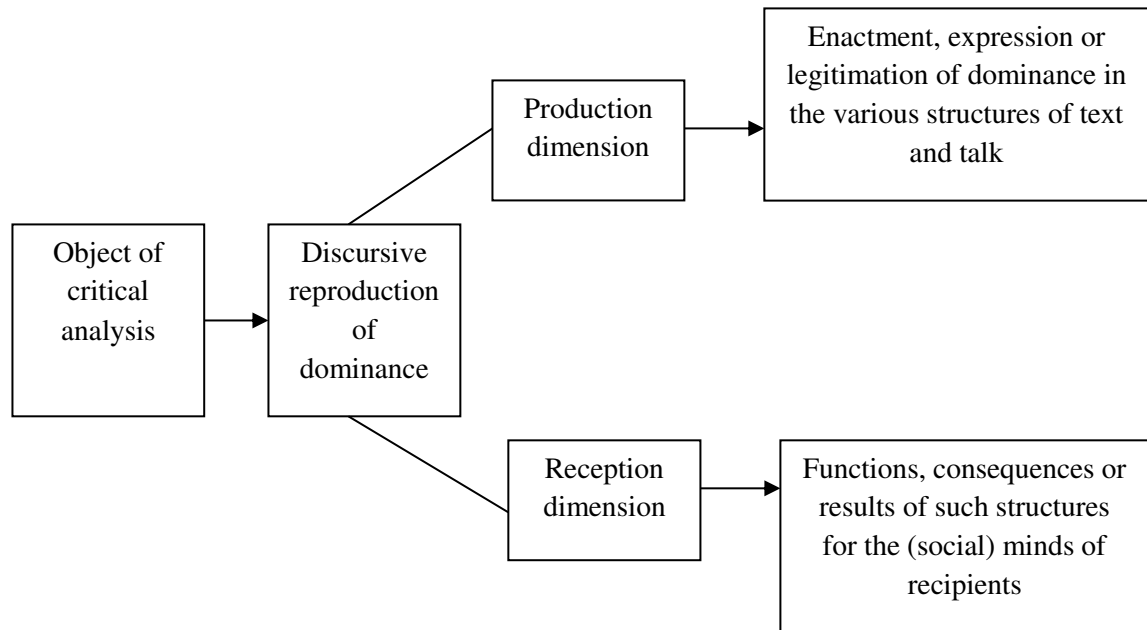 Object of
critical
analysis
Discursive
reproduction
of
dominance
Production
dimension
Enactment, expression or
legitimation of dominance in
the various structures of text
and talk
Reception
dimension
Functions, consequences or
results of such structures
for the (social) minds of
recipients